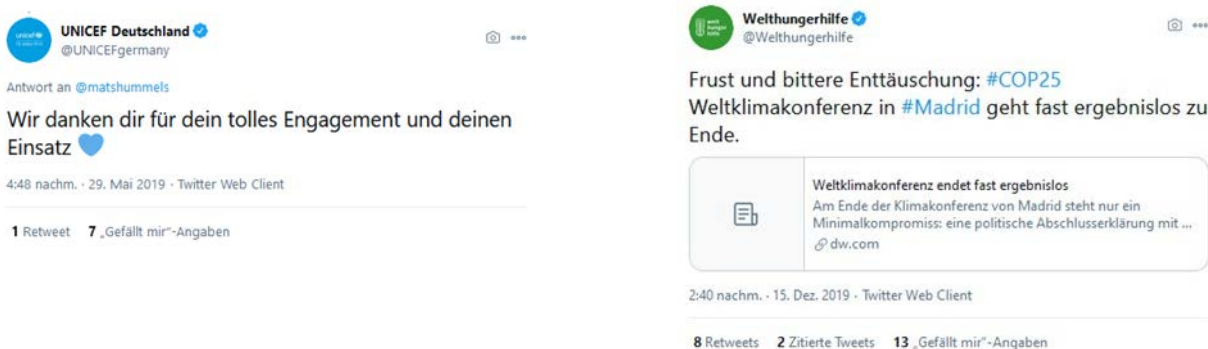 UNICEF Deutschland
@UNICEFgermany
Antwort an @matshummels
Wir danken dir für dein tolles Engagement und deinen
Einsatz 💙
4:48 nachm. · 29. Mai 2019 · Twitter Web Client
1 Retweet 7 „Gefällt mir“-Angaben
Welthungerhilfe
@Welthungerhilfe
Frust und bittere Enttäuschung: #COP25
Weltklimakonferenz in #Madrid geht fast ergebnislos zu
Ende.
Weltklimakonferenz endet fast ergebnislos
Am Ende der Klimakonferenz von Madrid steht nur ein
Minimalkompromiss: eine politische Abschlusserklärung mit ...
dw.com
2:40 nachm. · 15. Dez. 2019 · Twitter Web Client
8 Retweets 2 Zitierte Tweets 13 „Gefällt mir“-Angaben